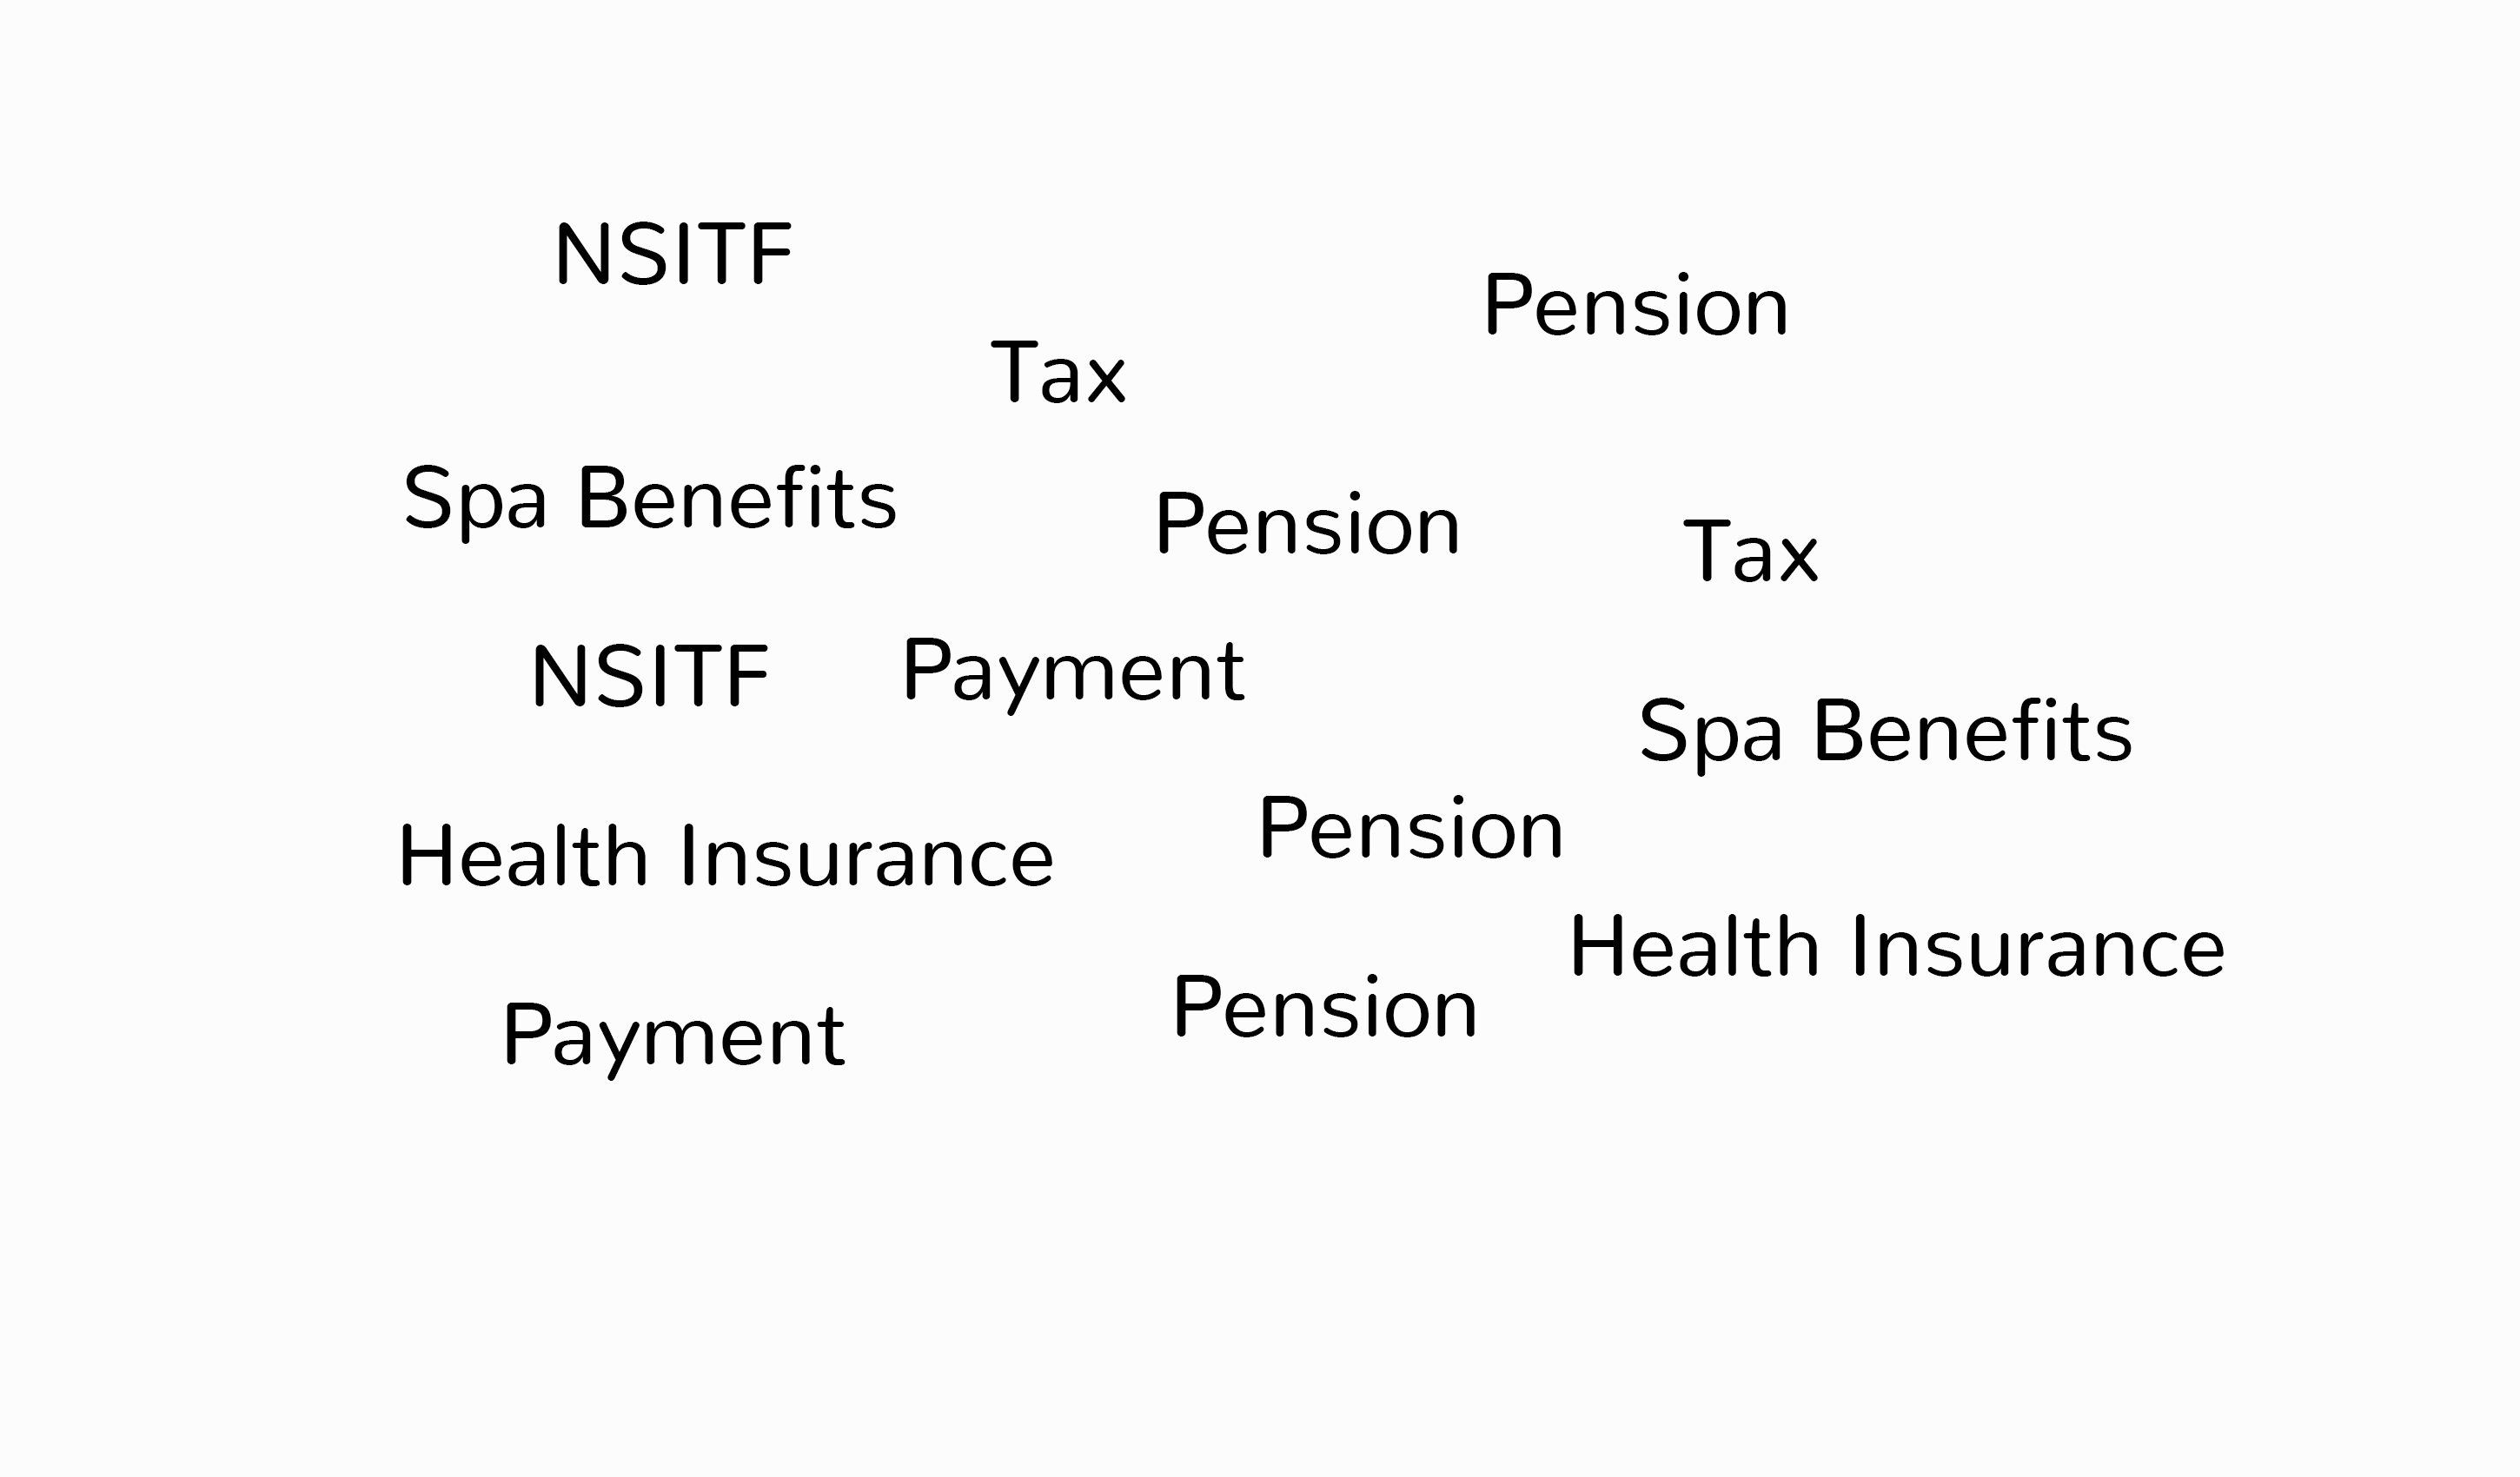 NSITF
Pension
Tax
Spa Benefits
Pension
Tax
NSITF
Payment
Spa Benefits
Pension
Health Insurance
Health Insurance
Pension
Payment